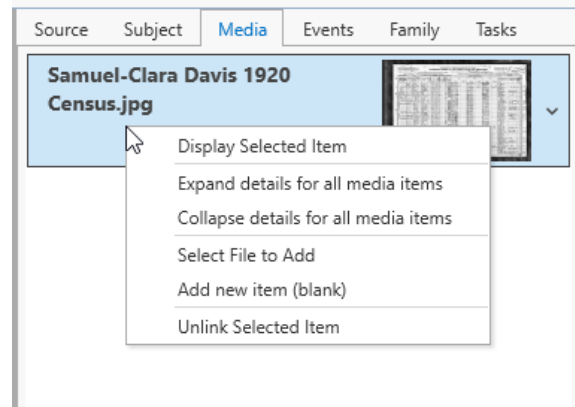 Source Subject Media Events Family Tasks
Samuel-Clara Davis 1920
Census.jpg
Display Selected Item
Expand details for all media items
Collapse details for all media items
Select File to Add
Add new item (blank)
Unlink Selected Item